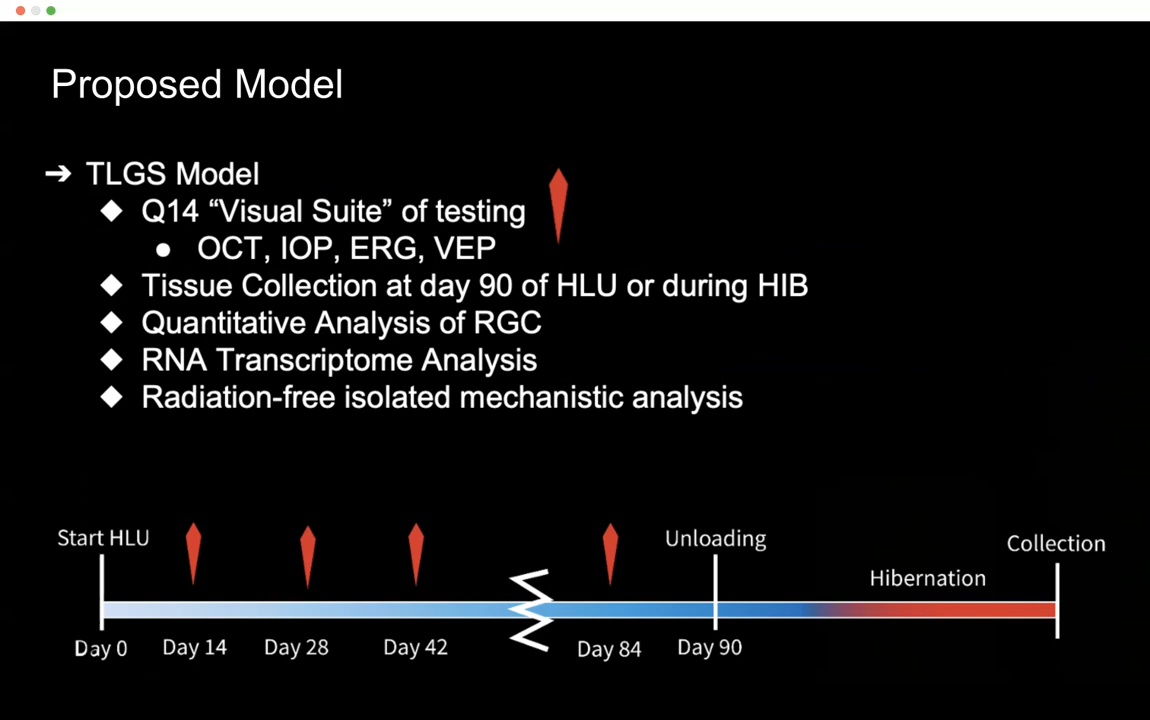 Proposed Model
➔ TLGS Model
◆ Q14 “Visual Suite” of testing
● OCT, IOP, ERG, VEP
◆ Tissue Collection at day 90 of HLU or during HIB
◆ Quantitative Analysis of RGC
◆ RNA Transcriptome Analysis
◆ Radiation-free isolated mechanistic analysis
Start HLU
Unloading
Collection
Hibernation
Day 0
Day 14
Day 28
Day 42
Day 84
Day 90